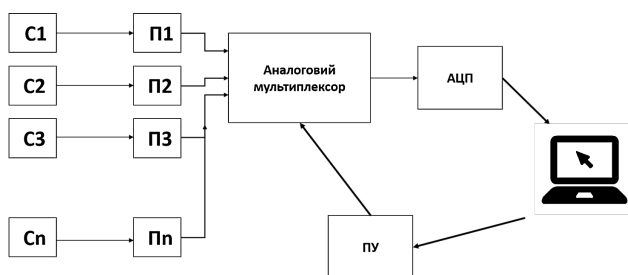 С1
П1
С2
П2
С3
П3
Сn
Пn
Аналоговий
мультиплексор
АЦП
ПУ